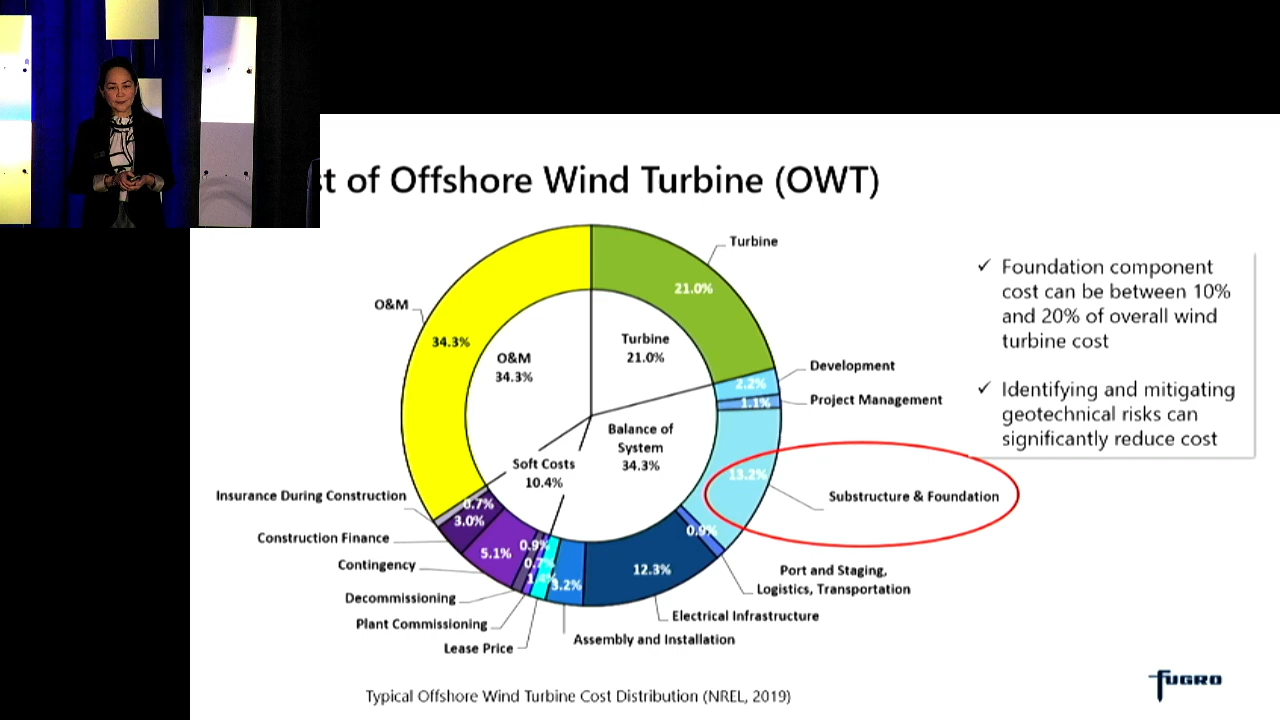 t of Offshore Wind Turbine (OWT)
Turbine
21.0%
O&M
34.3%
Turbine
21.0%
O&M
34.3%
Development
2.2%
Project Management
1.1%
Balance of
System
34.3%
Soft Costs
10.4%
13.2%
Substructure & Foundation
Insurance During Construction
0.7%
3.0%
Construction Finance
5.1%
Contingency
0.9%
Decommissioning
Plant Commissioning
Lease Price
3.2%
Assembly and Installation
12.3%
Electrical Infrastructure
0.9%
Port and Staging,
Logistics, Transportation
✓ Foundation component
cost can be between 10%
and 20% of overall wind
turbine cost
✓ Identifying and mitigating
geotechnical risks can
significantly reduce cost
Typical Offshore Wind Turbine Cost Distribution (NREL, 2019)
FUGRO